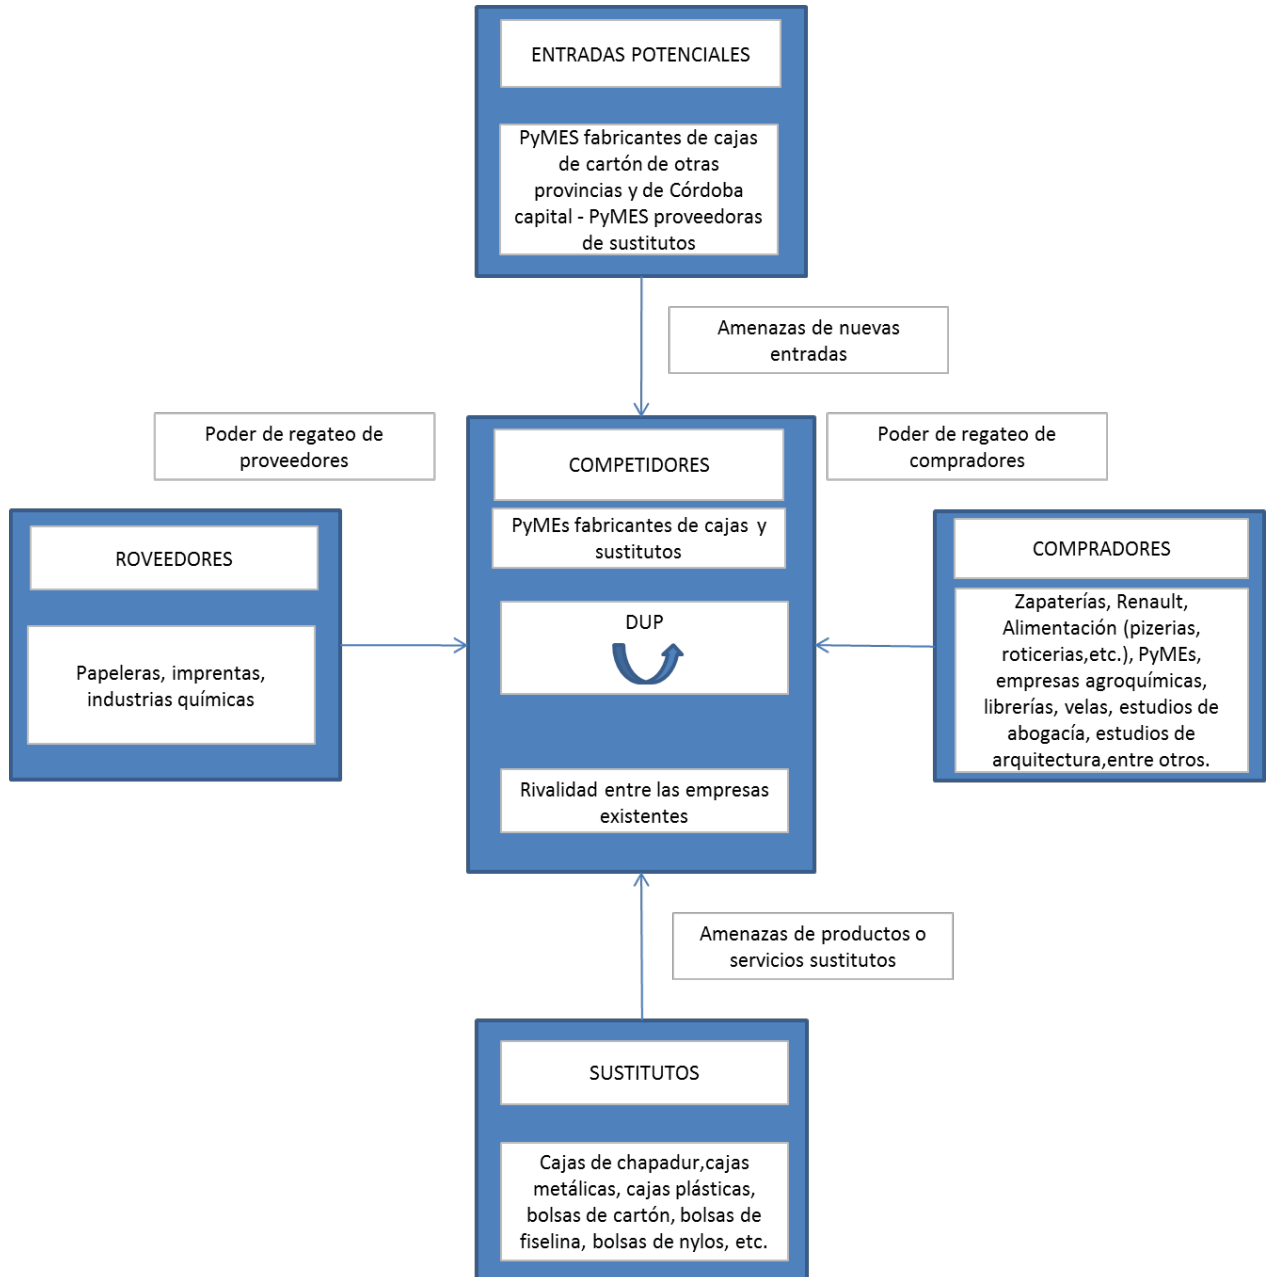 ENTRADAS POTENCIALES
PyMES fabricantes de cajas
de cartón de otras
provincias y de Córdoba
capital - PyMES proveedoras
de sustitutos
Amenazas de nuevas
entradas
Poder de regateo de
proveedores
Poder de regateo de
compradores
COMPETIDORES
PyMEs fabricantes de cajas y
sustitutos
DUP
Rivalidad entre las empresas
existentes
ROVEEDORES
Papeleras, imprentas,
industrias químicas
COMPRADORES
Zapaterías, Renault,
Alimentación (pizerias,
roticerias,etc.), PyMEs,
empresas agroquímicas,
librerías, velas, estudios de
abogacía, estudios de
arquitectura,entre otros.
Amenazas de productos o
servicios sustitutos
SUSTITUTOS
Cajas de chapadur,cajas
metálicas, cajas plásticas,
bolsas de cartón, bolsas de
fiselina, bolsas de nylos, etc.